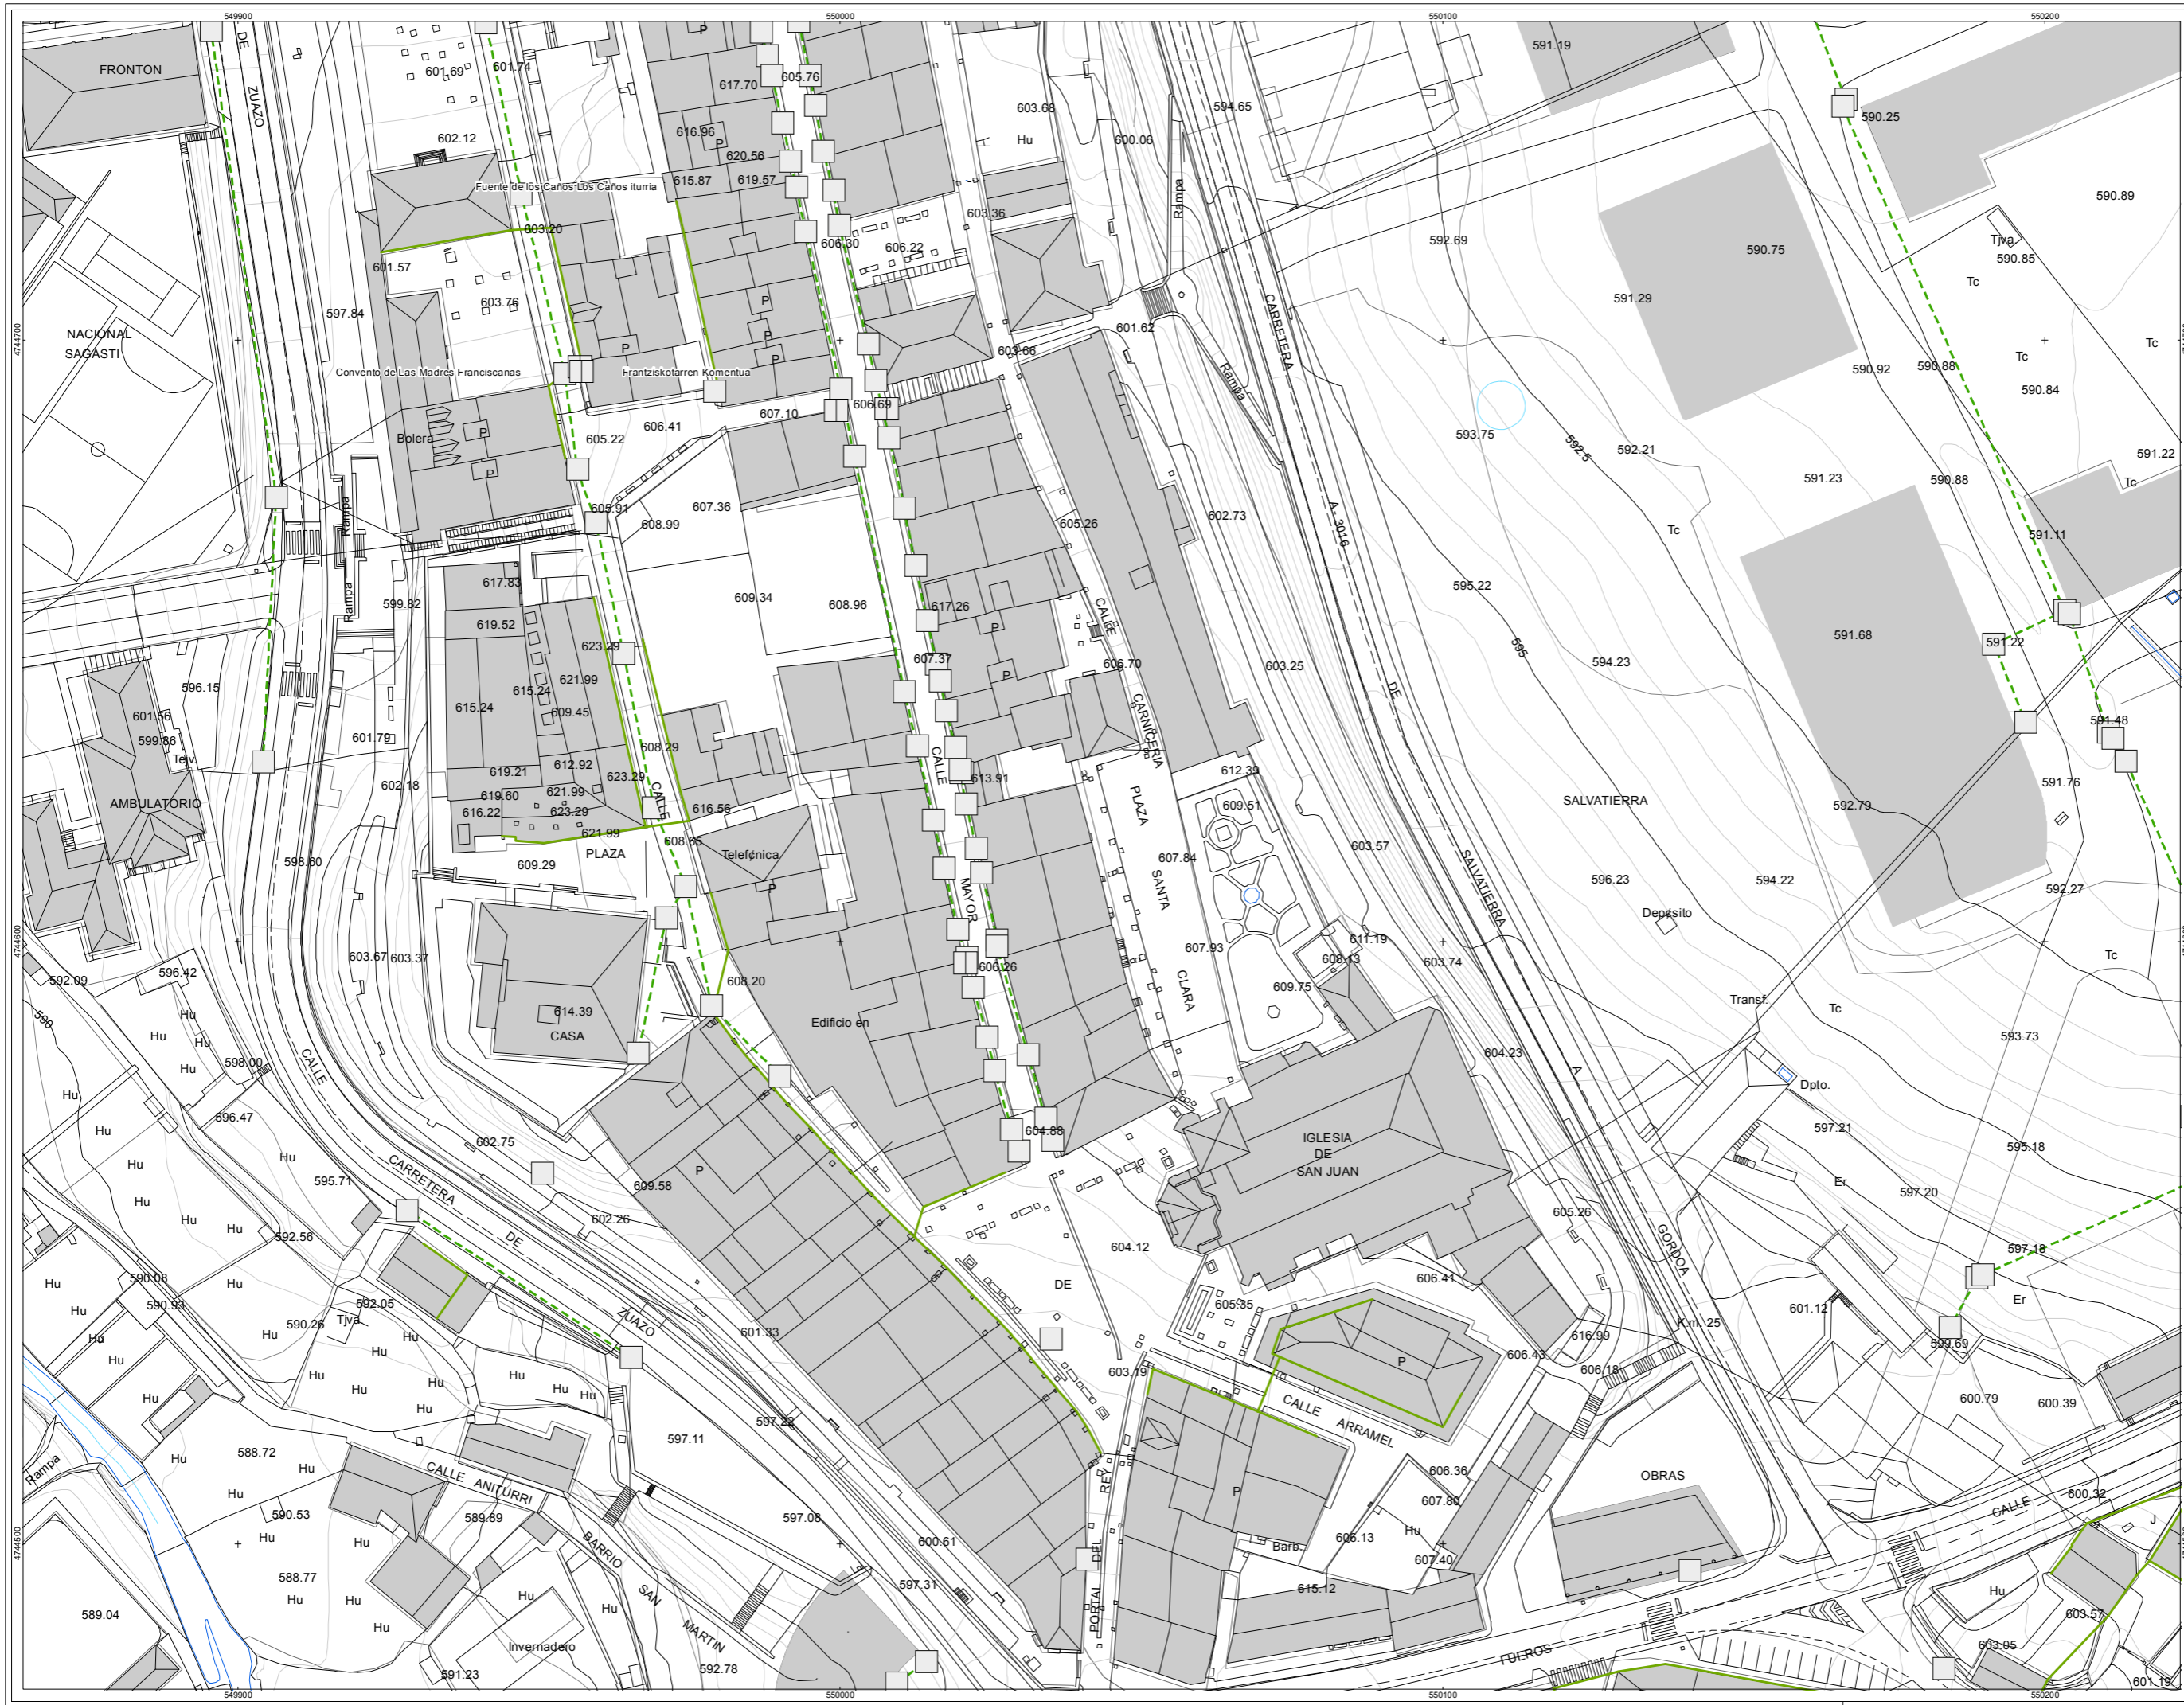 549900
550000
550100
550200
FRONTON
DE
ZUAZO
601.69
601.74
602.12
617.70
605.76
P
603.68
Hu
600.06
594.65
591.19
590.25
590.89
616.96
P
620.56
615.87
619.57
Fuente de los Caños-Los Caños iturria
Rampa
603.36
603.20
606.30
606.22
592.69
590.75
Tjva
590.85
Tc
601.57
603.76
597.84
P
591.29
CARRETERA
4744700
NACIONAL
SAGASTI
P
P
P
601.62
603.66
Rampa
Tc
Tc
590.92
590.88
590.84
Convento de Las Madres Franciscanas
Frantziskotarren Komentua
606.69
607.10
Bolera
P
P
605.22
606.41
593.75
592.5
592.21
591.23
590.88
591.22
Tc
Rampa
605.91
608.99
607.36
605.26
602.73
A- 3016
Tc
591.11
617.83
599.82
Rampa
609.34
608.96
617.26
CALLE
595.22
619.52
623.29
P
607.37
606.70
603.25
595
594.23
591.68
591.22
596.15
621.99
615.24
615.24
609.45
P
DE
CARNICERIA
601.56
599.86
Tejv.
601.79
608.29
591.48
619.21
612.92
623.29
CALLE
613.91
612.39
602.18
591.76
AMBULATORIO
619.60
621.99
616.22
623.29
621.99
CALLE
616.56
PLAZA
609.51
SALVATIERRA
592.79
608.65
598.60
PLAZA
609.29
Telefónica
P
607.84
603.57
SALVATIERRA
SANTA
MAYOR
596.23
594.22
592.27
Depósito
4744600
592.09
596.42
603.67
603.37
607.93
611.19
608.13
603.74
Tc
606.26
608.20
609.75
CLARA
Transf.
Tc
590
Hu
Hu
Hu
Hu
614.39
CASA
Edificio en
593.73
598.00
CALLE
604.23
A
Dpto.
Hu
596.47
Hu
602.75
604.88
IGLESIA
DE
SAN JUAN
597.21
595.18
Hu
Hu
CARRETERA
P
595.71
609.58
Er
597.20
Hu
Hu
Hu
592.56
602.26
DE
605.26
604.12
GORDOA
597.18
Hu
590.08
Hu
DE
606.41
Er
Hu
590.93
590.26
592.05
Tjva
ZUAZO
601.33
605.35
601.12
K.m. 25
616.99
Hu
Hu
Hu
Hu
599.69
603.19
P
606.43
606.18
Hu
Hu
Hu
Hu
Hu
Hu
Hu
600.79
600.39
597.22
CALLE ARRAMEL
588.72
Hu
597.11
Rampa
Hu
CALLE ANITURRI
REY
606.36
OBRAS
P
607.80
Hu
590.53
589.89
597.08
600.32
CALLE
4744500
Hu
Hu
BARRIO
600.61
DEL
606.13
Hu
Barb.
607.40
J
588.77
Hu
Hu
597.31
615.12
Hu
589.04
Hu
Hu
Hu
SAN
PORTAL
603.57
Invernadero
MARTIN
FUEROS
603.05
591.23
592.78
601.19
549900
550000
550100
550200